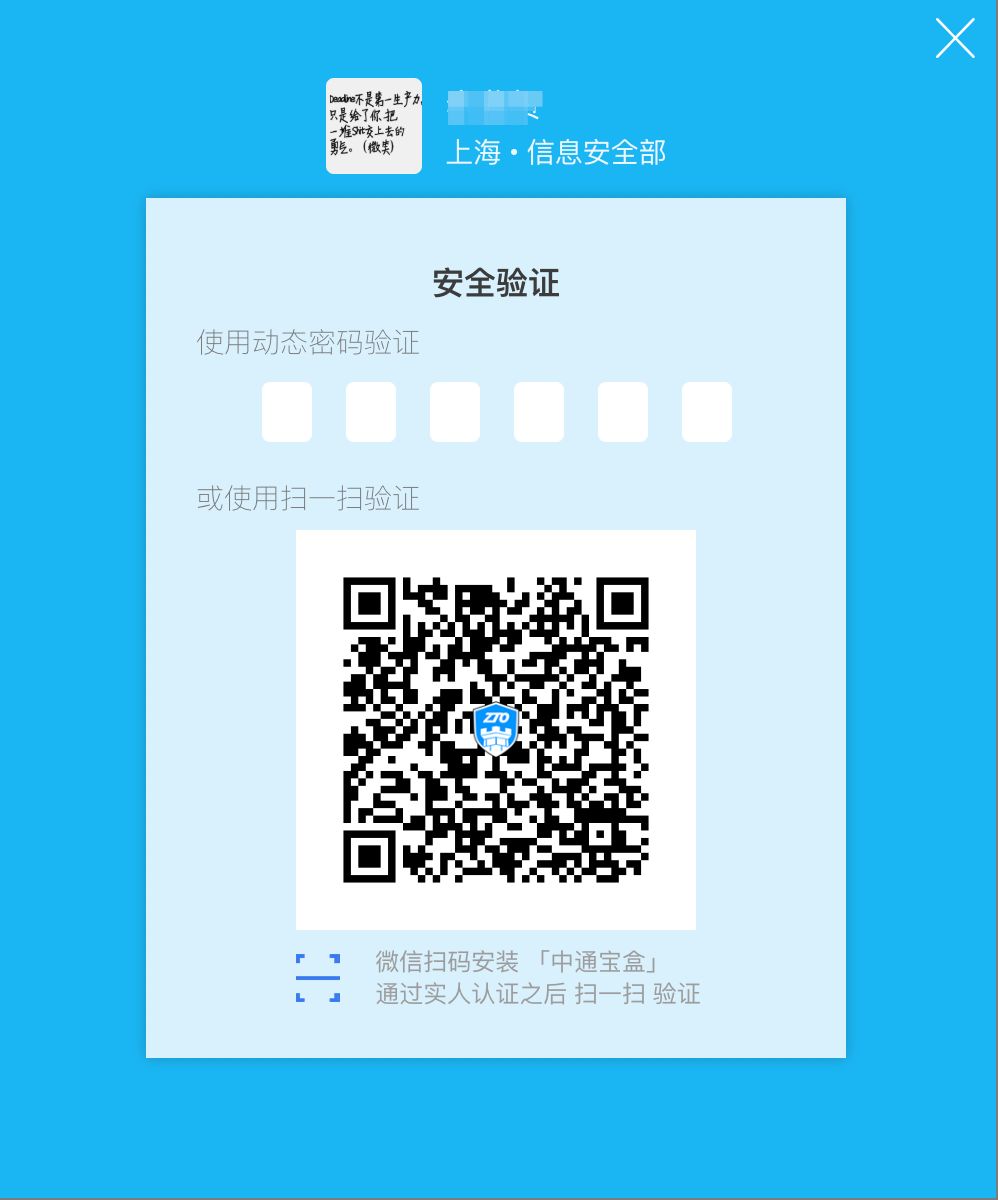 Deadline不是第一生产力,
只是给了你把
一堆Shit交上去的
勇气。(微笑)
上海·信息安全部
安全验证
使用动态密码验证
或使用扫一扫验证
ZTO
微信扫码安装 「中通宝盒」
通过实人认证之后 扫一扫 验证